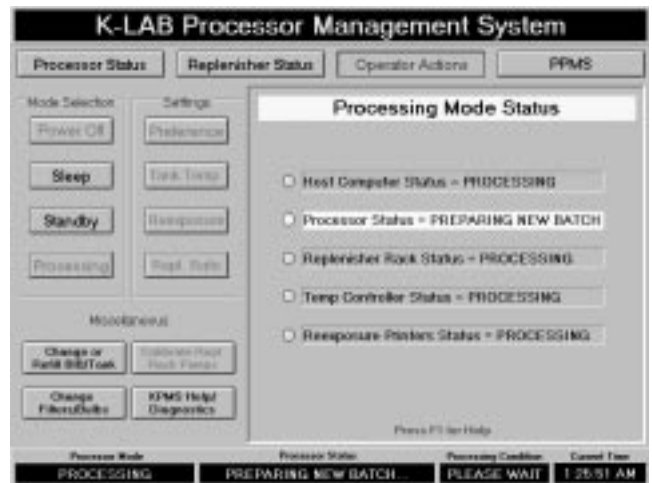 K-LAB Processor Management System
Processor Status
Replenisher Status
Operator Actions
PPMS
Mode Selection
Settings
Processing Mode Status
Power Off
Preference
Sleep
Tank Temp
Host Computer Status = PROCESSING
Standby
Reexposure
Processor Status = PREPARING NEW BATCH
Processing
Repl. Rate
Replenisher Rack Status = PROCESSING
Temp Controller Status = PROCESSING
Miscellaneous
Reexposure Printers Status = PROCESSING
Change or
Refill Bttl/Tank
Calibrate Repl
Rack Pumps
Change
Filters/Bulbs
KPMS Help/
Diagnostics
Press F1 for Help
Processor Mode
Processor Status
Processing Condition
Current Time
PROCESSING
PREPARING NEW BATCH...
PLEASE WAIT
1:25:51 AM